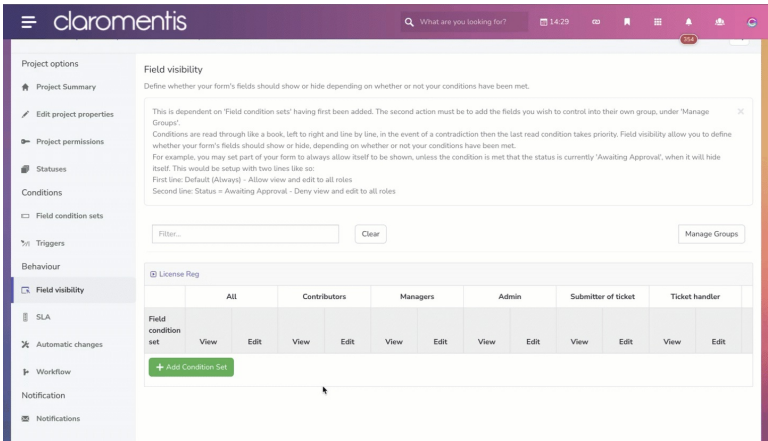 claromentis
What are you looking for?
14:29
354
Project options
Project Summary
Edit project properties
Project permissions
Statuses
Conditions
Field condition sets
Triggers
Behaviour
Field visibility
SLA
Automatic changes
Workflow
Notification
Notifications
Field visibility
Define whether your form's fields should show or hide depending on whether or not your conditions have been met.
This is dependent on 'Field condition sets' having first been added. The second action must be to add the fields you wish to control into their own group, under 'Manage
Groups'.
Conditions are read through like a book, left to right and line by line, in the event of a contradiction then the last read condition takes priority. Field visibility allow you to define
whether your form's fields should show or hide, depending on whether or not your conditions have been met.
For example, you may set part of your form to always allow itself to be shown, unless the condition is met that the status is currently 'Awaiting Approval', when it will hide
itself. This would be setup with two lines like so:
First line: Default (Always) - Allow view and edit to all roles
Second line: Status = Awaiting Approval - Deny view and edit to all roles
Filter...
Clear
Manage Groups
License Reg
All Contributors Managers Admin Submitter of ticket Ticket handler
Field
condition
set View Edit View Edit View Edit View Edit View Edit View Edit
+ Add Condition Set